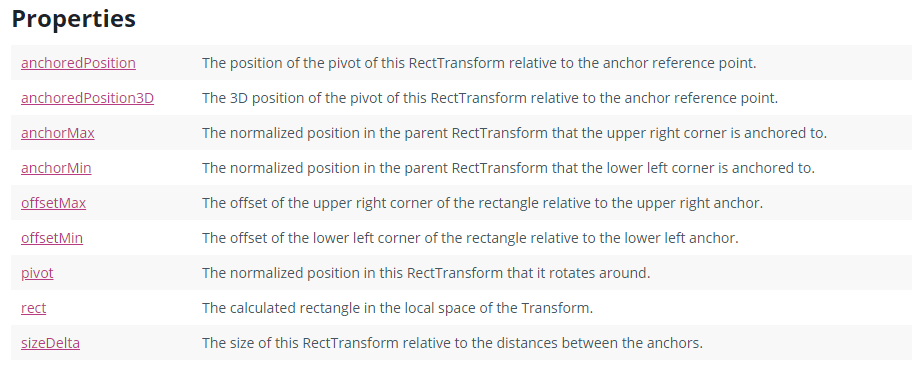 Properties
anchoredPosition The position of the pivot of this RectTransform relative to the anchor reference point.
anchoredPosition3D The 3D position of the pivot of this RectTransform relative to the anchor reference point.
anchorMax The normalized position in the parent RectTransform that the upper right corner is anchored to.
anchorMin The normalized position in the parent RectTransform that the lower left corner is anchored to.
offsetMax The offset of the upper right corner of the rectangle relative to the upper right anchor.
offsetMin The offset of the lower left corner of the rectangle relative to the lower left anchor.
pivot The normalized position in this RectTransform that it rotates around.
rect The calculated rectangle in the local space of the Transform.
sizeDelta The size of this RectTransform relative to the distances between the anchors.